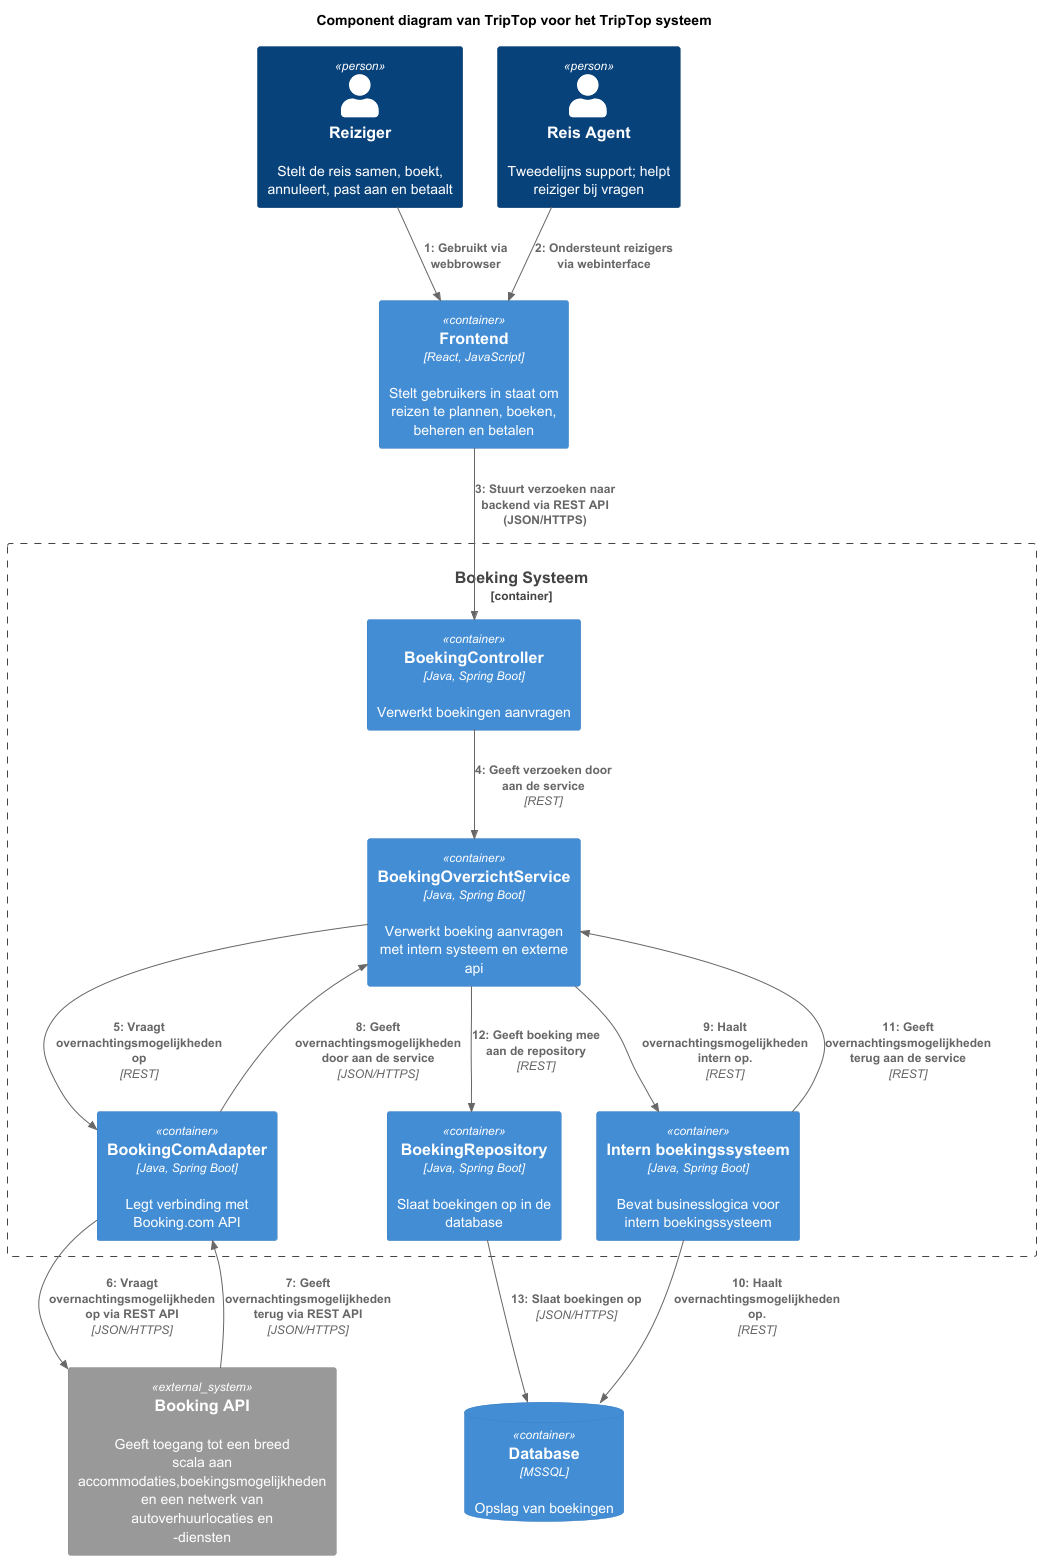 Component diagram van TripTop voor het TripTop systeem
«person»
Reiziger
Stelt de reis samen, boekt,
annuleert, past aan en betaalt
«person»
Reis Agent
Tweedelijns support; helpt
reiziger bij vragen
1: Gebruikt via
webbrowser
2: Ondersteunt reizigers
via webinterface
«container»
Frontend
[React, JavaScript]
Stelt gebruikers in staat om
reizen te plannen, boeken,
beheren en betalen
3: Stuurt verzoeken naar
backend via REST API
(JSON/HTTPS)
Boeking Systeem
[container]
«container»
BoekingController
[Java, Spring Boot]
Verwerkt boekingen aanvragen
4: Geeft verzoeken door
aan de service
[REST]
«container»
BoekingOverzichtService
[Java, Spring Boot]
Verwerkt boeking aanvragen
met intern systeem en externe
api
5: Vraagt
overnachtingsmogelijkheden
op
[REST]
8: Geeft
overnachtingsmogelijkheden
door aan de service
[JSON/HTTPS]
12: Geeft boeking mee
aan de repository
[REST]
9: Haalt
overnachtingsmogelijkheden
intern op.
[REST]
11: Geeft
overnachtingsmogelijkheden
terug aan de service
[REST]
«container»
BookingComAdapter
[Java, Spring Boot]
Legt verbinding met
Booking.com API
«container»
BoekingRepository
[Java, Spring Boot]
Slaat boekingen op in de
database
«container»
Intern boekingssysteem
[Java, Spring Boot]
Bevat businesslogica voor
intern boekingssysteem
6: Vraagt
overnachtingsmogelijkheden
op via REST API
[JSON/HTTPS]
7: Geeft
overnachtingsmogelijkheden
terug via REST API
[JSON/HTTPS]
13: Slaat boekingen op
[JSON/HTTPS]
10: Haalt
overnachtingsmogelijkheden
op.
[REST]
«external_system»
Booking API
Geeft toegang tot een breed
scala aan
accommodaties,boekingsmogelijkheden
en een netwerk van
autoverhuurlocaties en
-diensten
«container»
Database
[MSSQL]
Opslag van boekingen